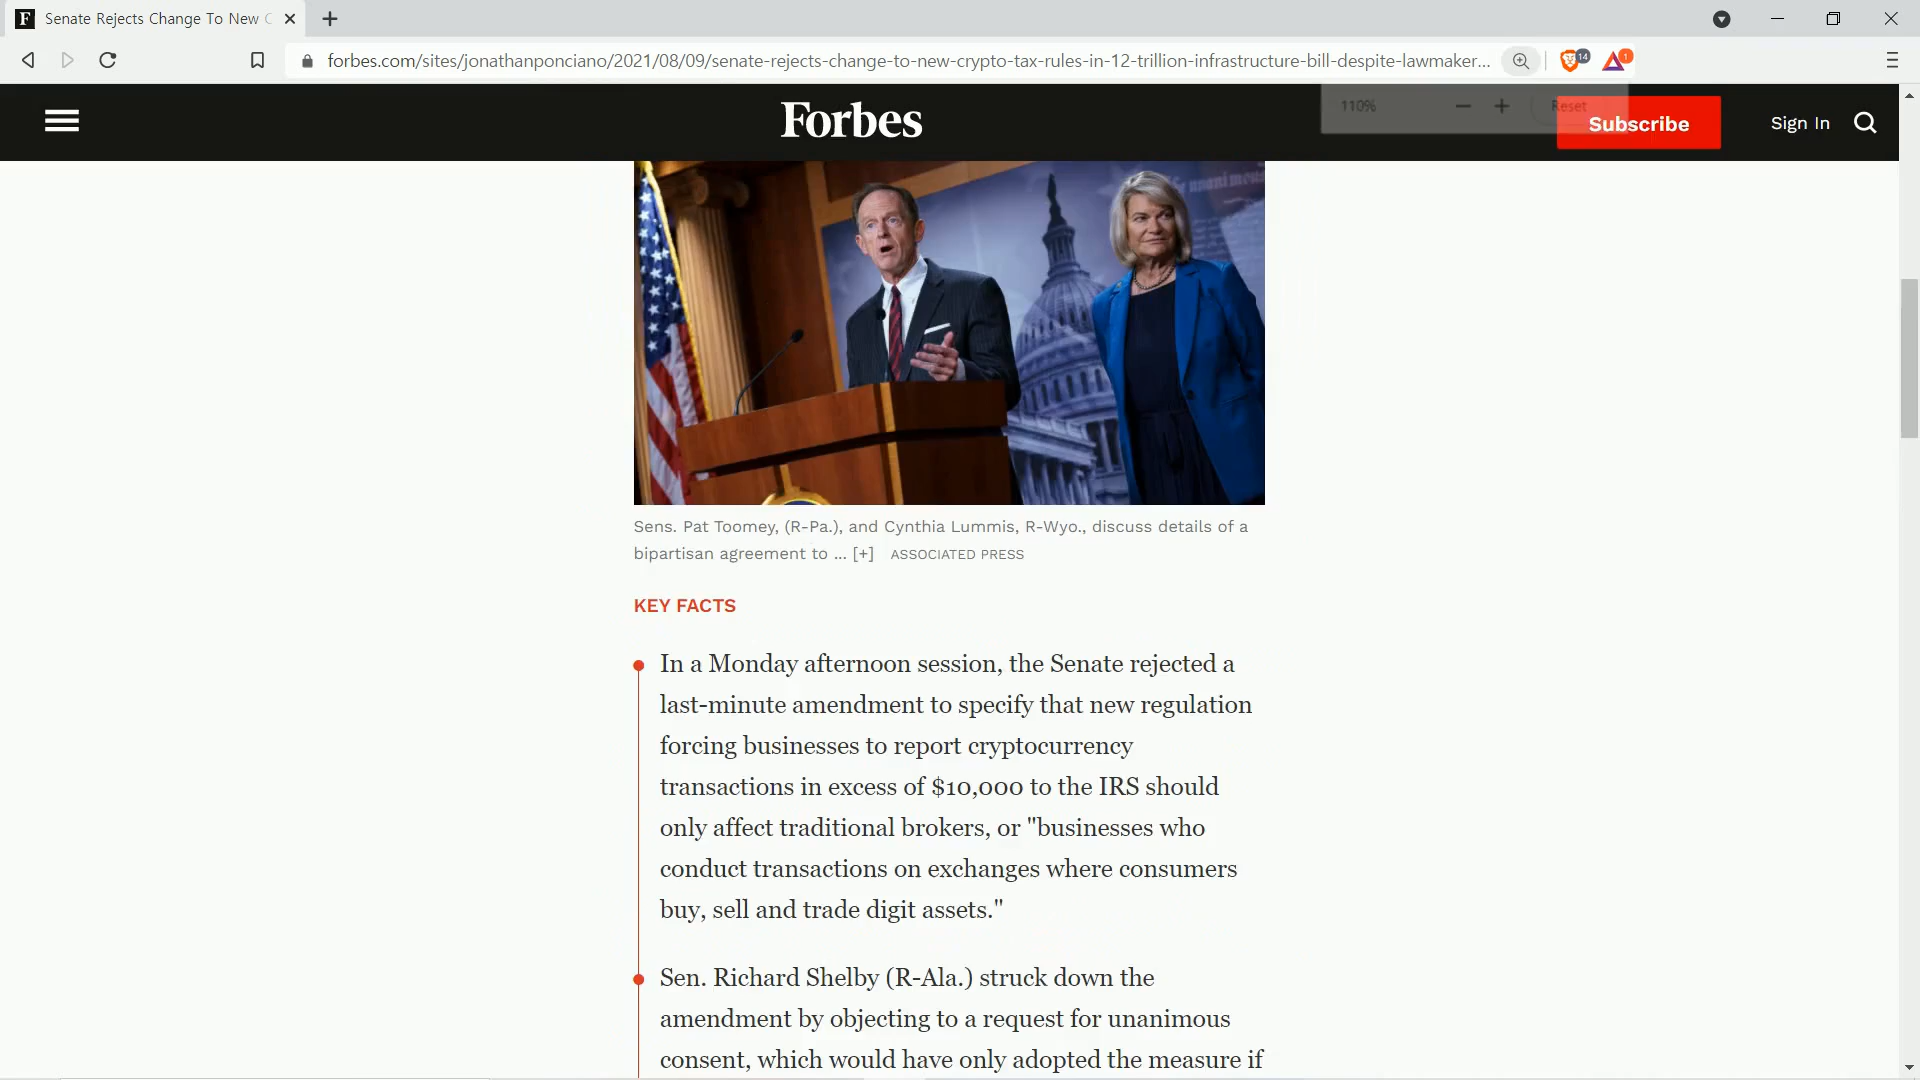 Senate Rejects Change To New C
forbes.com/sites/jonathanponciano/2021/08/09/senate-rejects-change-to-new-crypto-tax-rules-in-12-trillion-infrastructure-bill-despite-lawmaker...
14
1
Forbes
110%
Reset
Subscribe
Sign In
Sens. Pat Toomey, (R-Pa.), and Cynthia Lummis, R-Wyo., discuss details of a
bipartisan agreement to ... [+] ASSOCIATED PRESS
KEY FACTS
In a Monday afternoon session, the Senate rejected a
last-minute amendment to specify that new regulation
forcing businesses to report cryptocurrency
transactions in excess of $10,000 to the IRS should
only affect traditional brokers, or "businesses who
conduct transactions on exchanges where consumers
buy, sell and trade digit assets."
Sen. Richard Shelby (R-Ala.) struck down the
amendment by objecting to a request for unanimous
consent, which would have only adopted the measure if